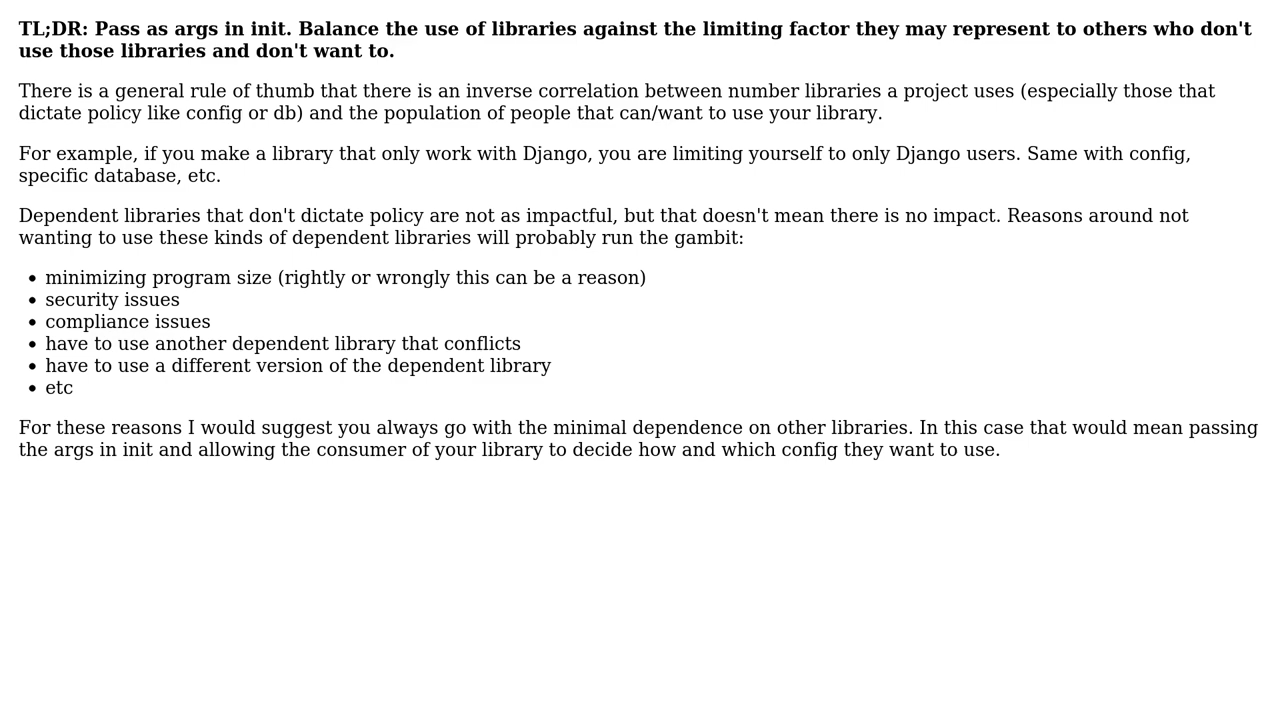 TL;DR: Pass as args in init. Balance the use of libraries against the limiting factor they may represent to others who don't
use those libraries and don't want to.
There is a general rule of thumb that there is an inverse correlation between number libraries a project uses (especially those that
dictate policy like config or db) and the population of people that can/want to use your library.
For example, if you make a library that only work with Django, you are limiting yourself to only Django users. Same with config,
specific database, etc.
Dependent libraries that don't dictate policy are not as impactful, but that doesn't mean there is no impact. Reasons around not
wanting to use these kinds of dependent libraries will probably run the gambit:
• minimizing program size (rightly or wrongly this can be a reason)
• security issues
• compliance issues
• have to use another dependent library that conflicts
• have to use a different version of the dependent library
• etc
For these reasons I would suggest you always go with the minimal dependence on other libraries. In this case that would mean passing
the args in init and allowing the consumer of your library to decide how and which config they want to use.